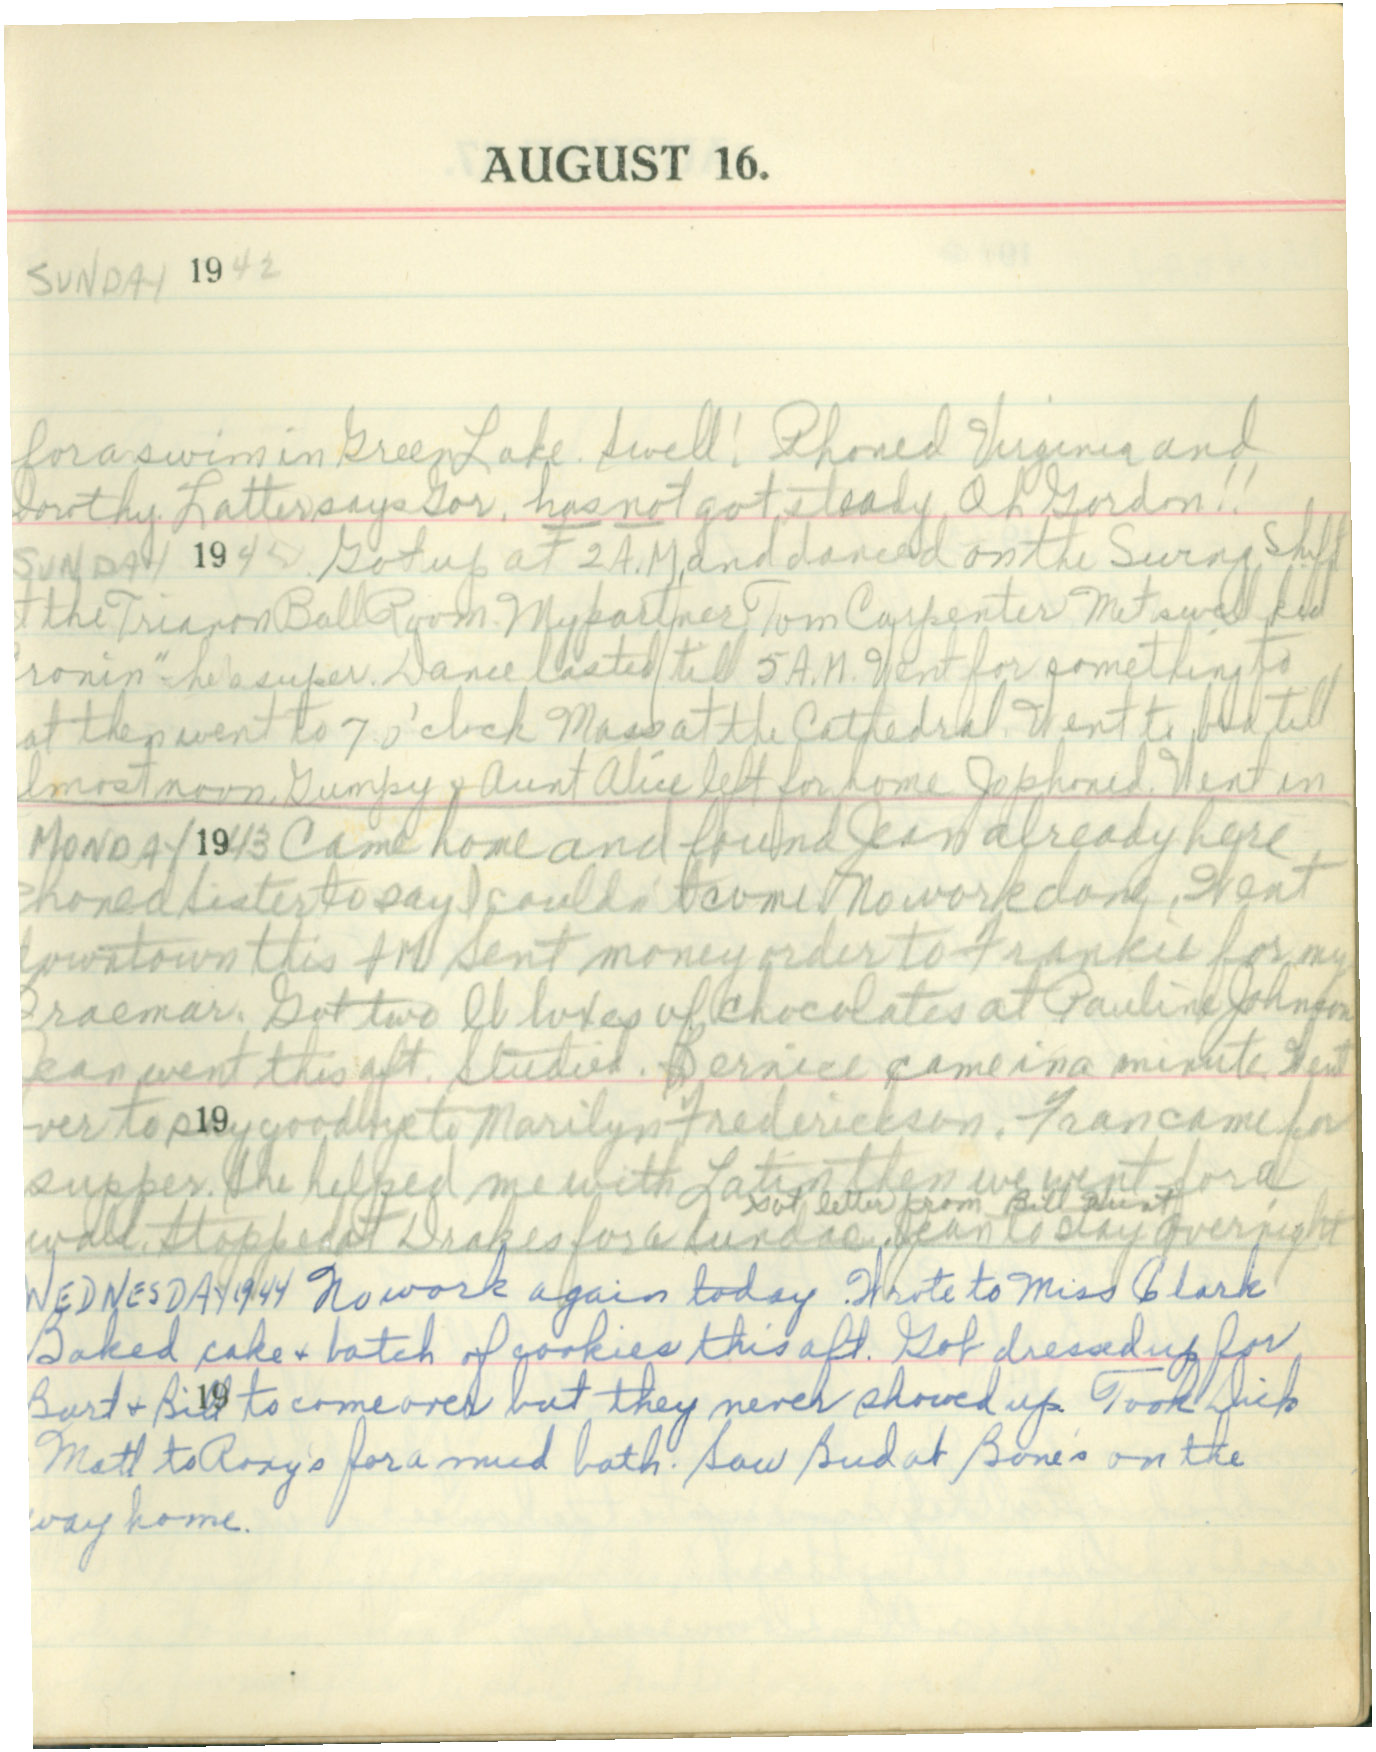 AUGUST 16.
SUNDAY 1942
for a swim in Green Lake. Swell! Phoned Virginia and
Dorothy. Latter says Gor. has not got steady. Oh Gordon!!
SUNDAY 194 Got up at 2 A.M. and danced on the Swing Shift
t the Trianon Ball Room. My partner Tom Carpenter Met swell kid
ronin" - he's super. Dance lasted till 5 A.M. Went for something to
at then went to 7 o'clock Mass at the Cathedral. Went to bed till
lmost noon. Gumpy & Aunt Alice left for home Jo phoned. Went in
MONDAY 1943 Came home and found Jean already here
Phoned Sister to say I couldn't come. No work done. Went
downtown this AM Sent money order to Frankie for my
Braemar. Got two lb boxes of chocolates at Pauline Johnson
Jean went this aft. Studied. Bernice came in a minute. Went
19
ver to say goodbye to Marilyn Frederickson. Fran came for
supper. She helped me with Latin then we went for a
Got letter from Bill Hunt
walk. Stopped at Drakes for a sundae. Jean to stay overnight
WEDNESDAY 1944 No work again today. Wrote to Miss Clark
Baked cake & batch of cookies this aft. Got dressed up for
19
Burt & Bill to come over but they never showed up. Took Dick
Matt to Roxy's for a mud bath. Saw Bud at Bone's on the
way home.